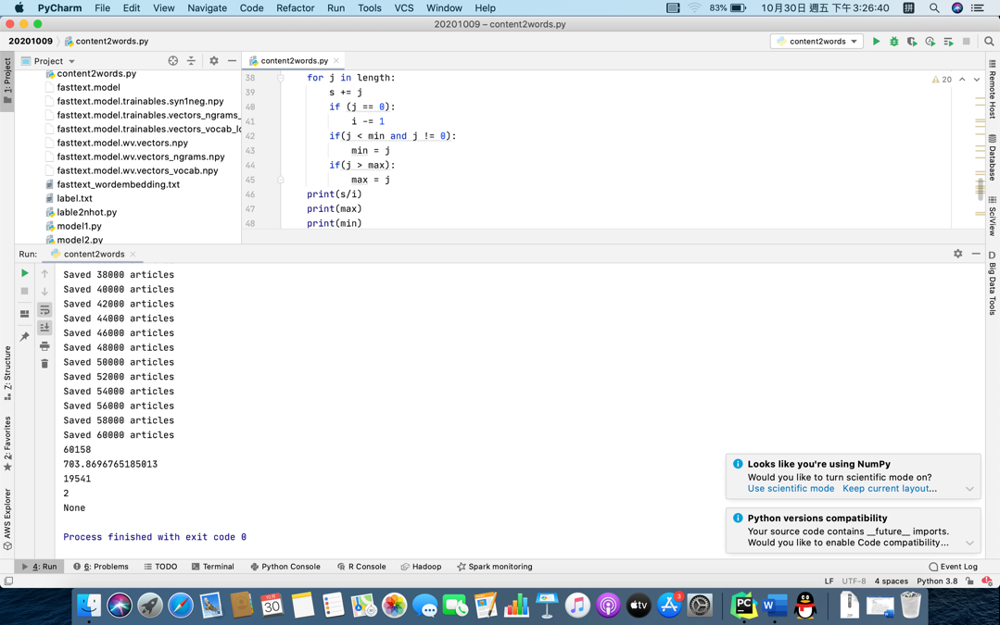 PyCharm File Edit View Navigate Code Refactor Run Tools VCS Window Help 83% 10月30日 週五 下午3:26:40 拼
20201009 – content2words.py
20201009 content2words.py content2words
1: Project
Project
content2words.py
content2words.py
fasttext.model
fasttext.model.trainables.syn1neg.npy
fasttext.model.trainables.vectors_ngrams_
fasttext.model.trainables.vectors_vocab_lo
fasttext.model.wv.vectors.npy
fasttext.model.wv.vectors_ngrams.npy
fasttext.model.wv.vectors_vocab.npy
fasttext_wordembedding.txt
label.txt
lable2nhot.py
model1.py
model2.py
38 for j in length:
39 s += j
40 if (j == 0):
41 i -= 1
42 if(j < min and j != 0):
43 min = j
44 if(j > max):
45 max = j
46 print(s/i)
47 print(max)
48 print(min)
20
Remote Host
Database
SciView
D Big Data Tools
Run: content2words
Saved 38000 articles
Saved 40000 articles
Saved 42000 articles
Saved 44000 articles
Saved 46000 articles
Saved 48000 articles
Saved 50000 articles
Saved 52000 articles
Saved 54000 articles
Saved 56000 articles
Saved 58000 articles
Saved 60000 articles
60158
703.8696765185013
19541
2
None
Process finished with exit code 0
7: Structure
2: Favorites
AWS Explorer
Looks like you're using NumPy
Would you like to turn scientific mode on?
Use scientific mode Keep current layout...
Python versions compatibility
Your source code contains __future__ imports.
Would you like to enable Code compatibility...
4: Run 6: Problems TODO Terminal Python Console R Console Hadoop Spark monitoring Event Log
LF UTF-8 4 spaces Python 3.8
30 tv 3 PC W